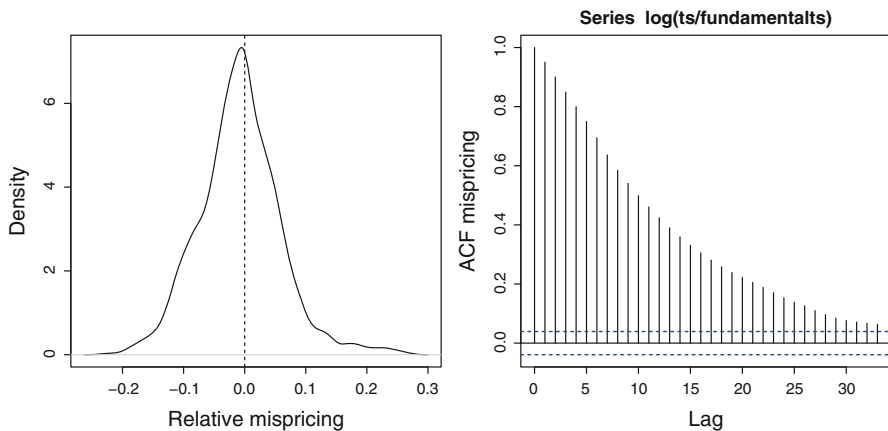 Density
0 2 4 6
−0.2 −0.1 0.0 0.1 0.2 0.3
Relative mispricing
Series log(ts/fundamentalts)
ACF mispricing
0.0 0.2 0.4 0.6 0.8 1.0
0 5 10 15 20 25 30
Lag